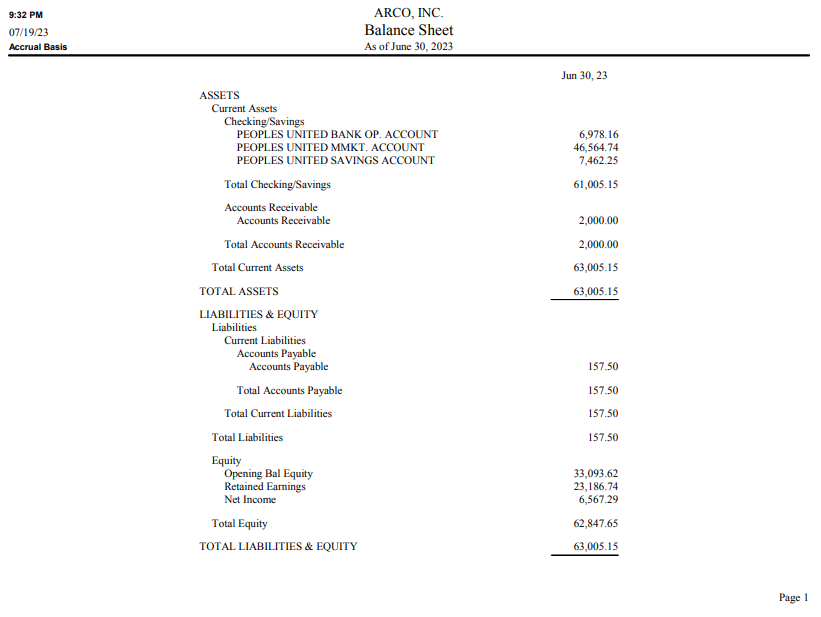 9:32 PM
07/19/23
Accrual Basis
ARCO, INC.
Balance Sheet
As of June 30, 2023
Jun 30, 23
ASSETS
Current Assets
Checking/Savings
PEOPLES UNITED BANK OP. ACCOUNT 6,978.16
PEOPLES UNITED MMKT. ACCOUNT 46,564.74
PEOPLES UNITED SAVINGS ACCOUNT 7,462.25
Total Checking/Savings 61,005.15
Accounts Receivable
Accounts Receivable 2,000.00
Total Accounts Receivable 2,000.00
Total Current Assets 63,005.15
TOTAL ASSETS 63,005.15
LIABILITIES & EQUITY
Liabilities
Current Liabilities
Accounts Payable
Accounts Payable 157.50
Total Accounts Payable 157.50
Total Current Liabilities 157.50
Total Liabilities 157.50
Equity
Opening Bal Equity 33,093.62
Retained Earnings 23,186.74
Net Income 6,567.29
Total Equity 62,847.65
TOTAL LIABILITIES & EQUITY 63,005.15
Page 1